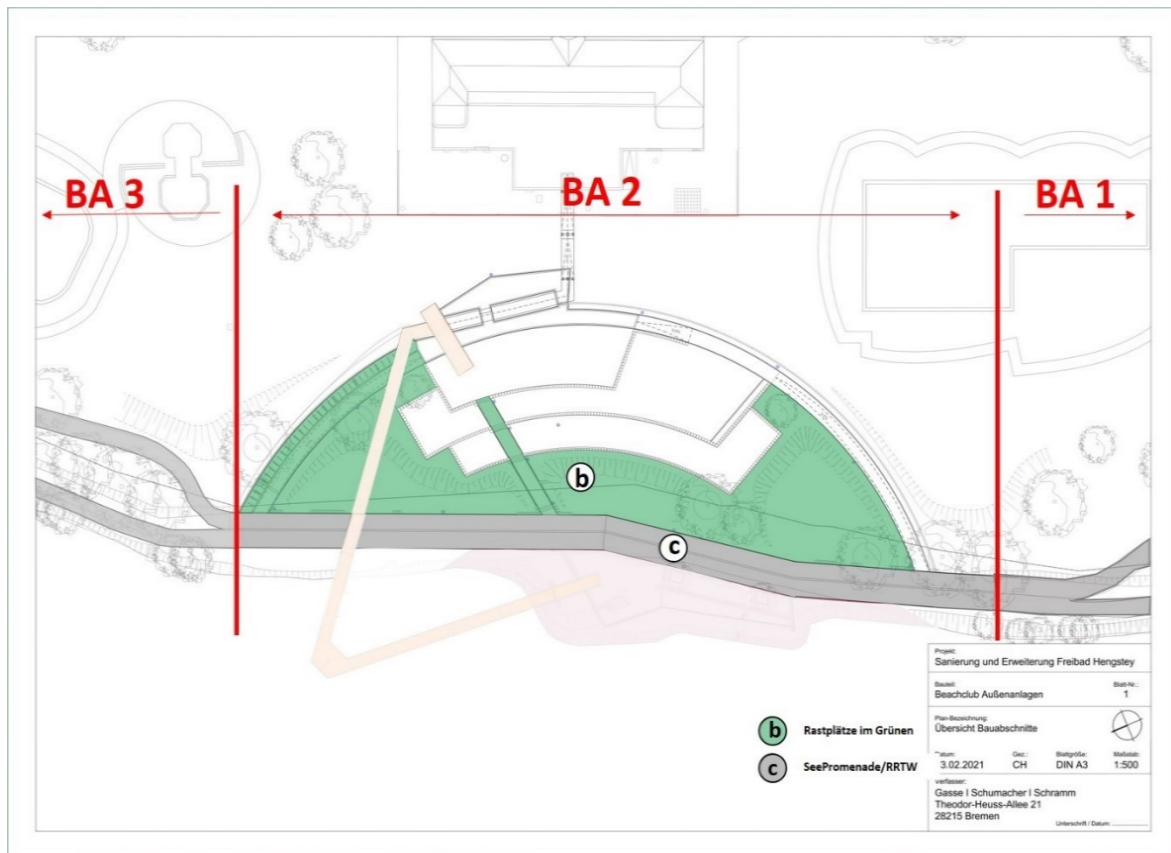 BA 3
BA 2
BA 1
b
c
b Rastplätze im Grünen
c SeePromenade/RRTW
Projekt:
Sanierung und Erweiterung Freibad Hengstey
Bauteil: Blatt-Nr.:
Beachclub Außenanlagen 1
Plan-Bezeichnung:
Übersicht Bauabschnitte
Datum: Gez.: Blattgröße: Maßstab:
3.02.2021 CH DIN A3 1:500
Verfasser:
Gasse I Schumacher I Schramm
Theodor-Heuss-Allee 21
28215 Bremen
Unterschrift / Datum: